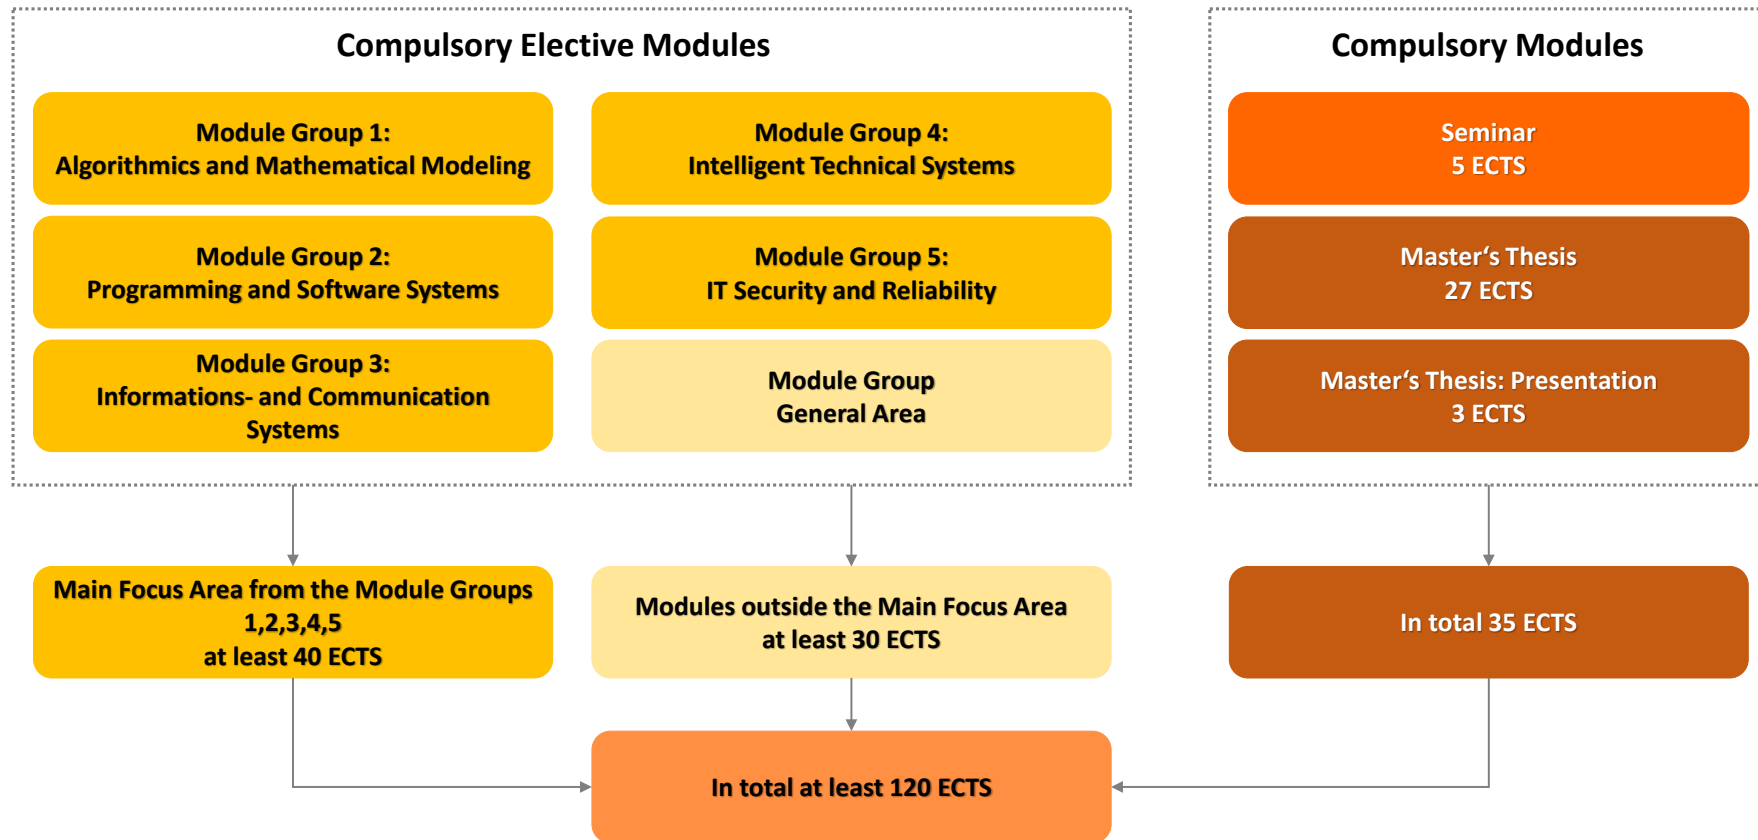 Compulsory Elective Modules
Module Group 1:
Algorithmics and Mathematical Modeling
Module Group 2:
Programming and Software Systems
Module Group 3:
Informations- and Communication
Systems
Module Group 4:
Intelligent Technical Systems
Module Group 5:
IT Security and Reliability
Module Group
General Area
Compulsory Modules
Seminar
5 ECTS
Master‘s Thesis
27 ECTS
Master‘s Thesis: Presentation
3 ECTS
Main Focus Area from the Module Groups
1,2,3,4,5
at least 40 ECTS
Modules outside the Main Focus Area
at least 30 ECTS
In total 35 ECTS
In total at least 120 ECTS